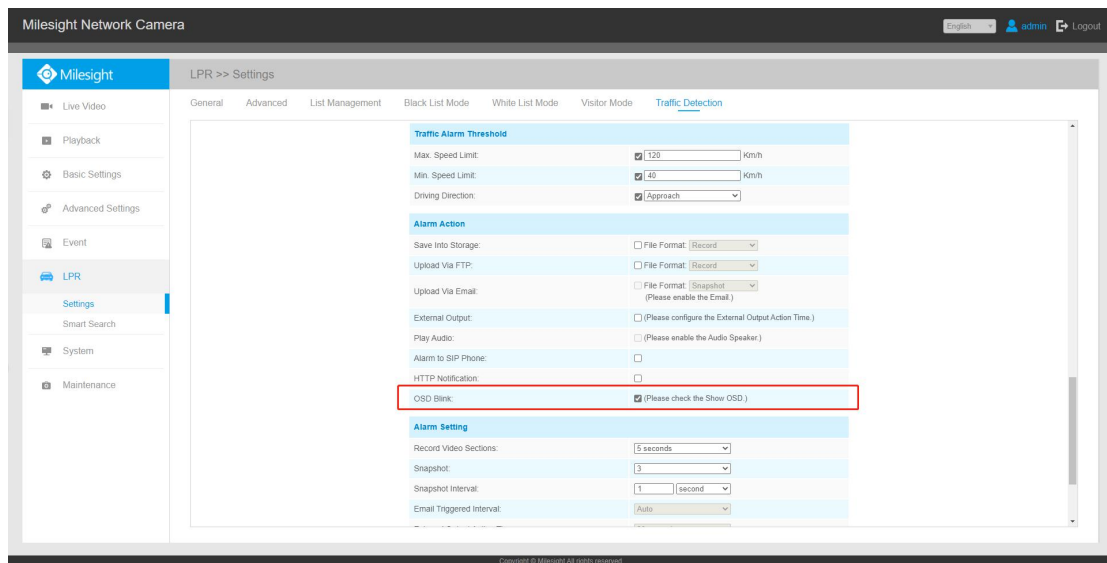 Milesight Network Camera
English
admin
Logout
Milesight
LPR >> Settings
Live Video
Playback
Basic Settings
Advanced Settings
Event
LPR
Settings
Smart Search
System
Maintenance
General Advanced List Management Black List Mode White List Mode Visitor Mode Traffic Detection
Traffic Alarm Threshold
Max. Speed Limit: 120 Km/h
Min. Speed Limit: 40 Km/h
Driving Direction: Approach
Alarm Action
Save Into Storage: File Format: Record
Upload Via FTP: File Format: Record
Upload Via Email: File Format: Snapshot
(Please enable the Email.)
External Output: (Please configure the External Output Action Time.)
Play Audio: (Please enable the Audio Speaker.)
Alarm to SIP Phone:
HTTP Notification:
OSD Blink: (Please check the Show OSD.)
Alarm Setting
Record Video Sections: 5 seconds
Snapshot: 3
Snapshot Interval: 1 second
Email Triggered Interval: Auto
Copyright © Milesight All rights reserved